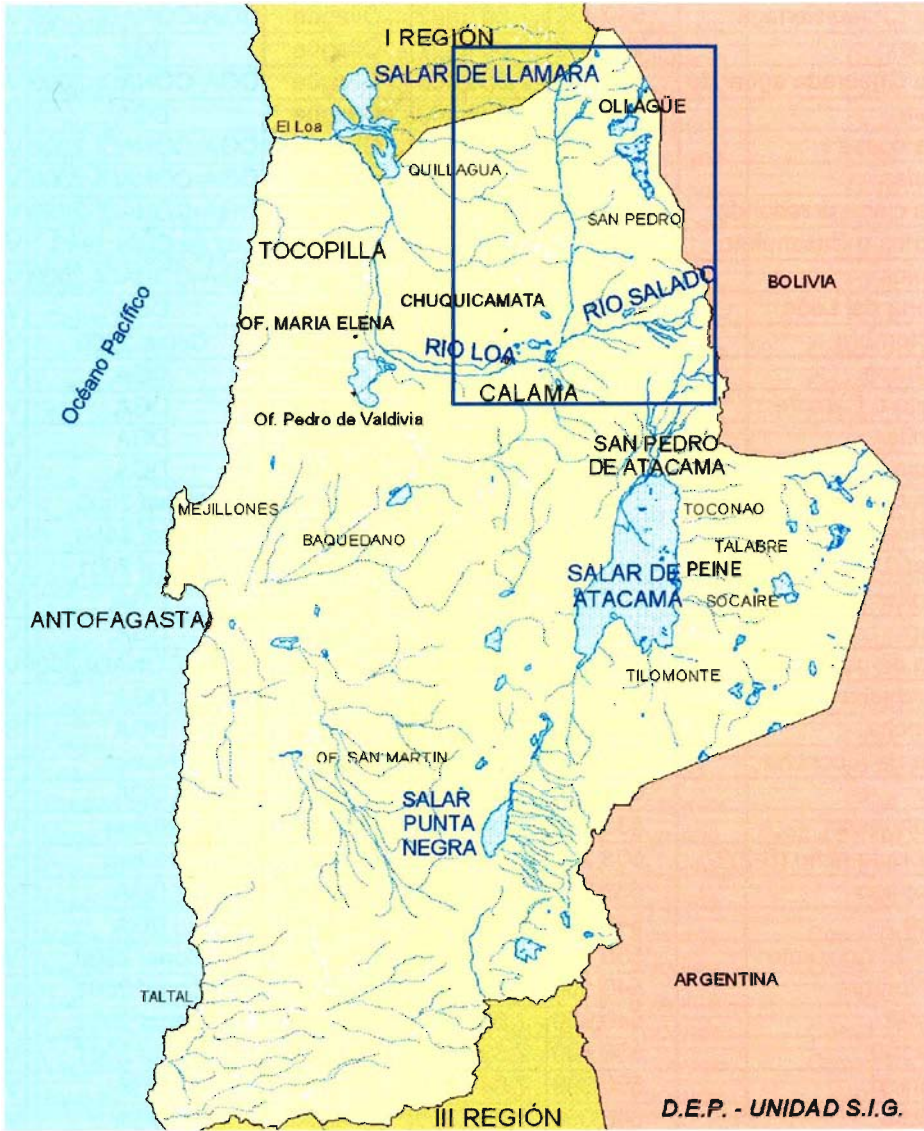 I REGIÓN
SALAR DE LLAMARA
OLLAGÜE
El Loa
QUILLAGUA
SAN PEDRO
TOCOPILLA
BOLIVIA
RIO SALADO
CHUQUICAMATA
Océano Pacífico
OF. MARIA ELENA
RIO LOA
CALAMA
Of. Pedro de Valdivia
SAN PEDRO
DE ATACAMA
MEJILLONES
TOCONAO
BAQUEDANO
TALABRE
SALAR DE
ATACAMA
PEINE
SOCAIRE
ANTOFAGASTA
TILOMONTE
OF. SAN MARTIN
SALAR
PUNTA
NEGRA
ARGENTINA
TALTAL
III REGIÓN
D.E.P. - UNIDAD S.I.G.